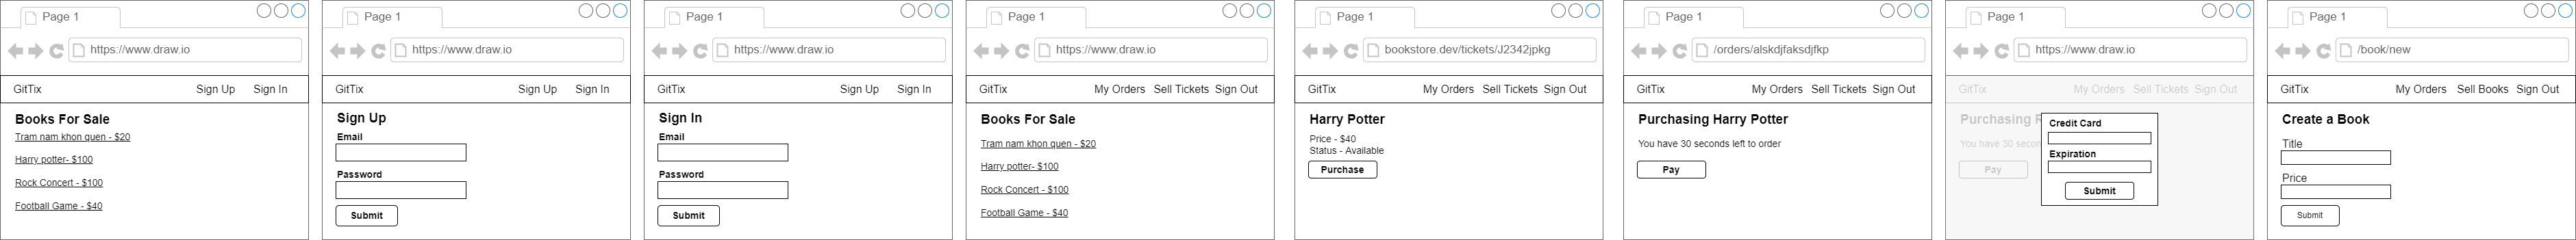 Page 1
https://www.draw.io
GitTix
Sign Up
Sign In
Books For Sale
Tram nam khon quen - $20
Harry potter- $100
Rock Concert - $100
Football Game - $40
Page 1
https://www.draw.io
GitTix
Sign Up
Sign In
Sign Up
Email
Password
Submit
Page 1
https://www.draw.io
GitTix
Sign Up
Sign In
Sign In
Email
Password
Submit
Page 1
https://www.draw.io
GitTix
My Orders
Sell Tickets
Sign Out
Books For Sale
Tram nam khon quen - $20
Harry potter- $100
Rock Concert - $100
Football Game - $40
Page 1
bookstore.dev/tickets/J2342jpkg
GitTix
My Orders
Sell Tickets
Sign Out
Harry Potter
Price - $40
Status - Available
Purchase
Page 1
/orders/alskdjfaksdjfkp
GitTix
My Orders
Sell Tickets
Sign Out
Purchasing Harry Potter
You have 30 seconds left to order
Pay
Page 1
https://www.draw.io
GitTix
My Orders
Sell Tickets
Sign Out
Purchasing
You have 30 secon
Pay
Credit Card
Expiration
Submit
Page 1
/book/new
GitTix
My Orders
Sell Books
Sign Out
Create a Book
Title
Price
Submit